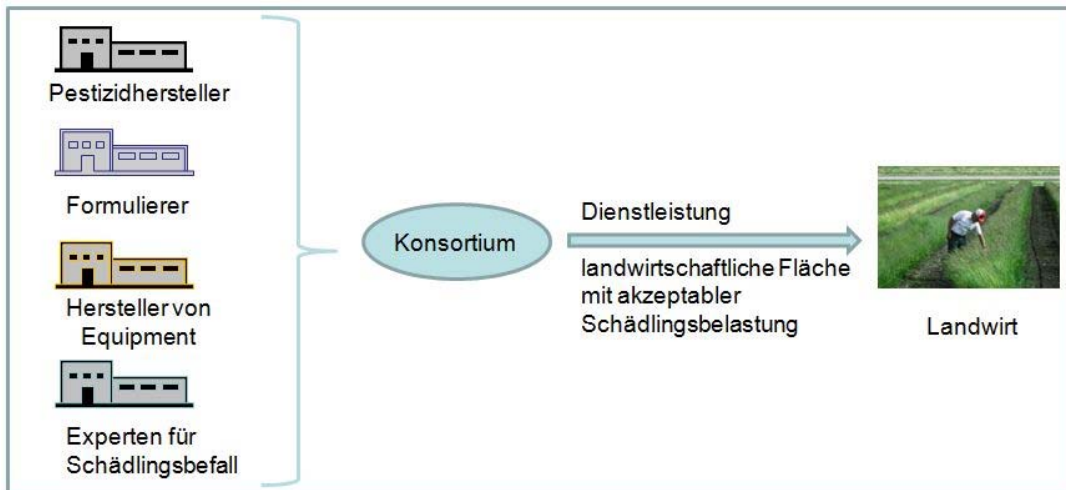 Pestizidhersteller
Formulierer
Hersteller von
Equipment
Experten für
Schädlingsbefall
Konsortium
Dienstleistung
landwirtschaftliche Fläche
mit akzeptabler
Schädlingsbelastung
Landwirt